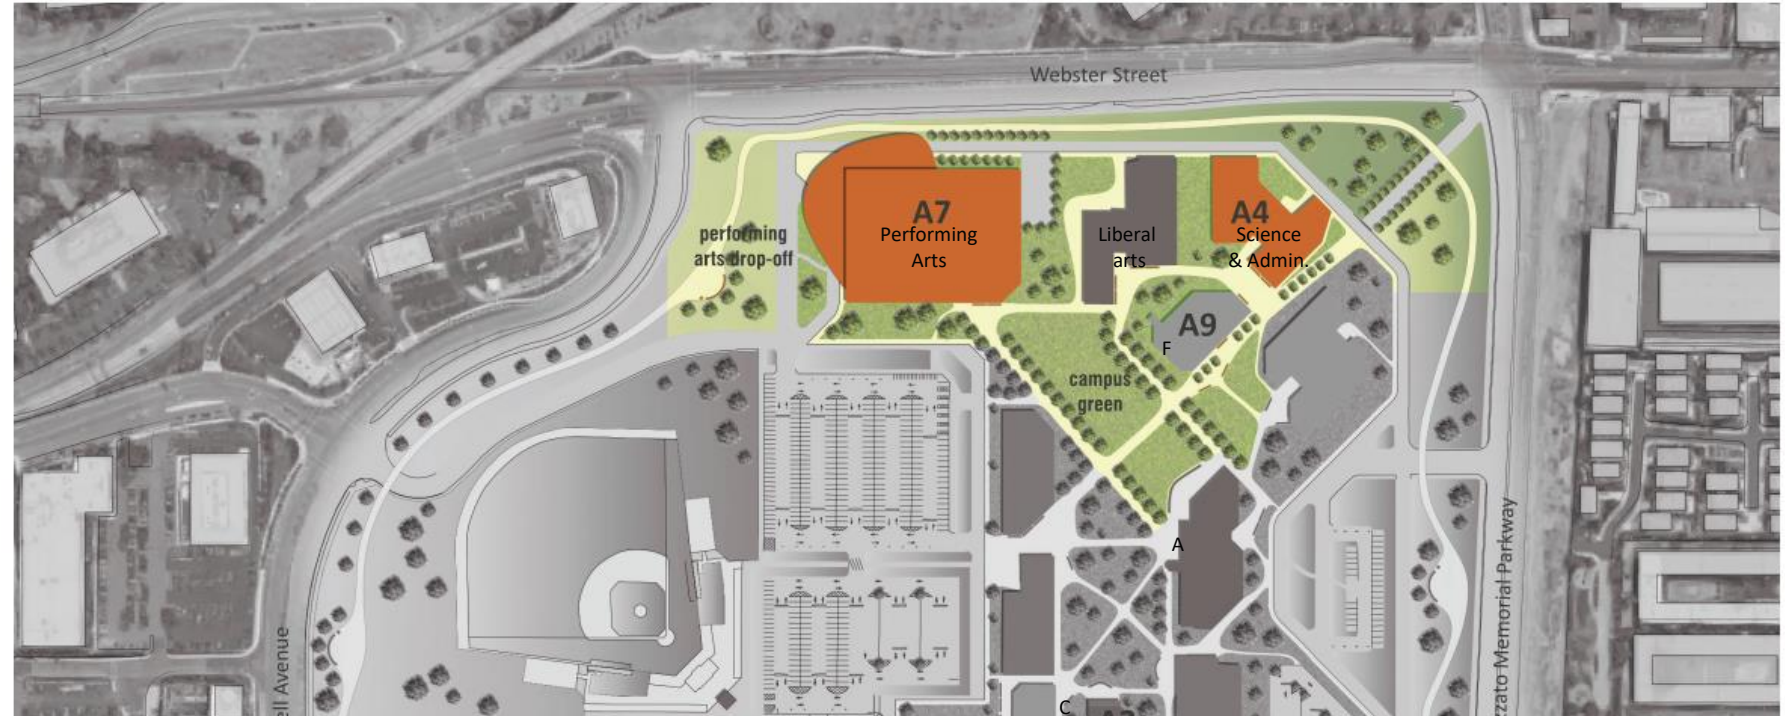 Webster Street
A7
Performing
Arts
performing
arts drop-off
Liberal
arts
A4
Science
& Admin.
A9
F
campus
green
A
ell Avenue
zzato Memorial Parkway
C